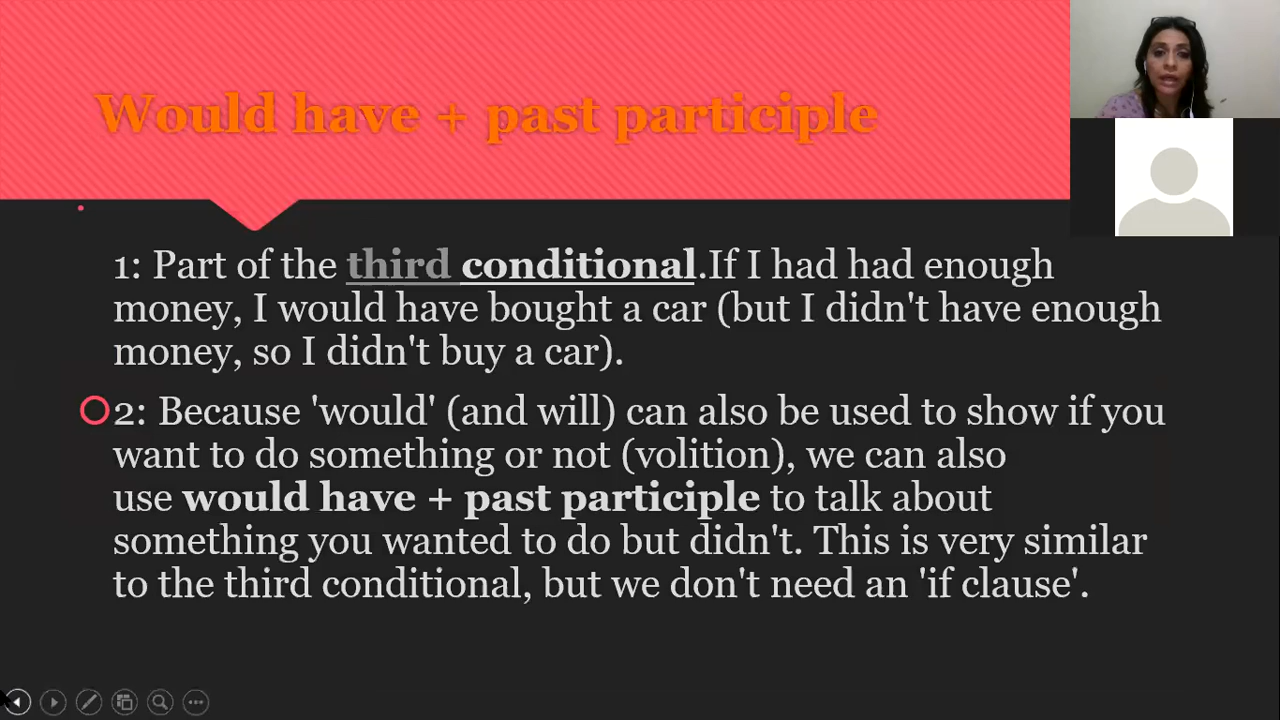 Would have + past participle
1: Part of the third conditional.If I had had enough
money, I would have bought a car (but I didn't have enough
money, so I didn't buy a car).
2: Because 'would' (and will) can also be used to show if you
want to do something or not (volition), we can also
use would have + past participle to talk about
something you wanted to do but didn't. This is very similar
to the third conditional, but we don't need an 'if clause'.